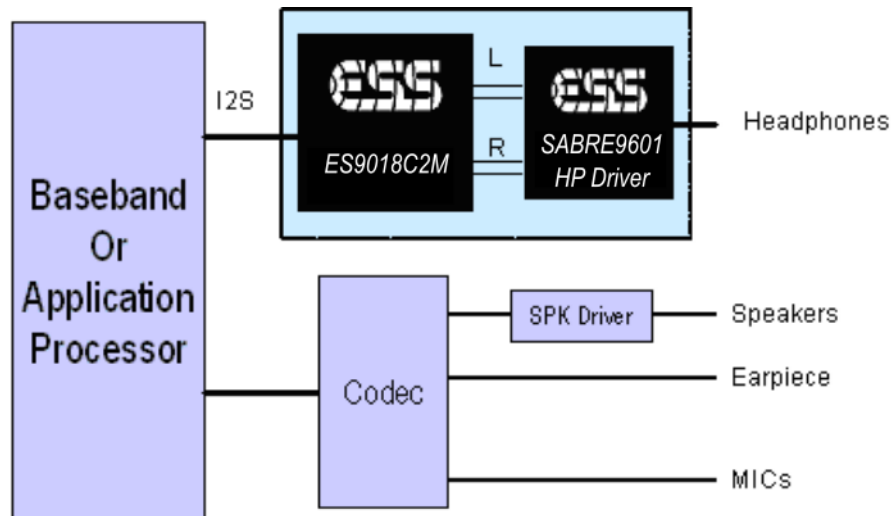 Baseband
Or
Application
Processor
I2S
ESS
ES9018C2M
L
R
ESS
SABRE9601
HP Driver
Headphones
Codec
SPK Driver
Speakers
Earpiece
MICs